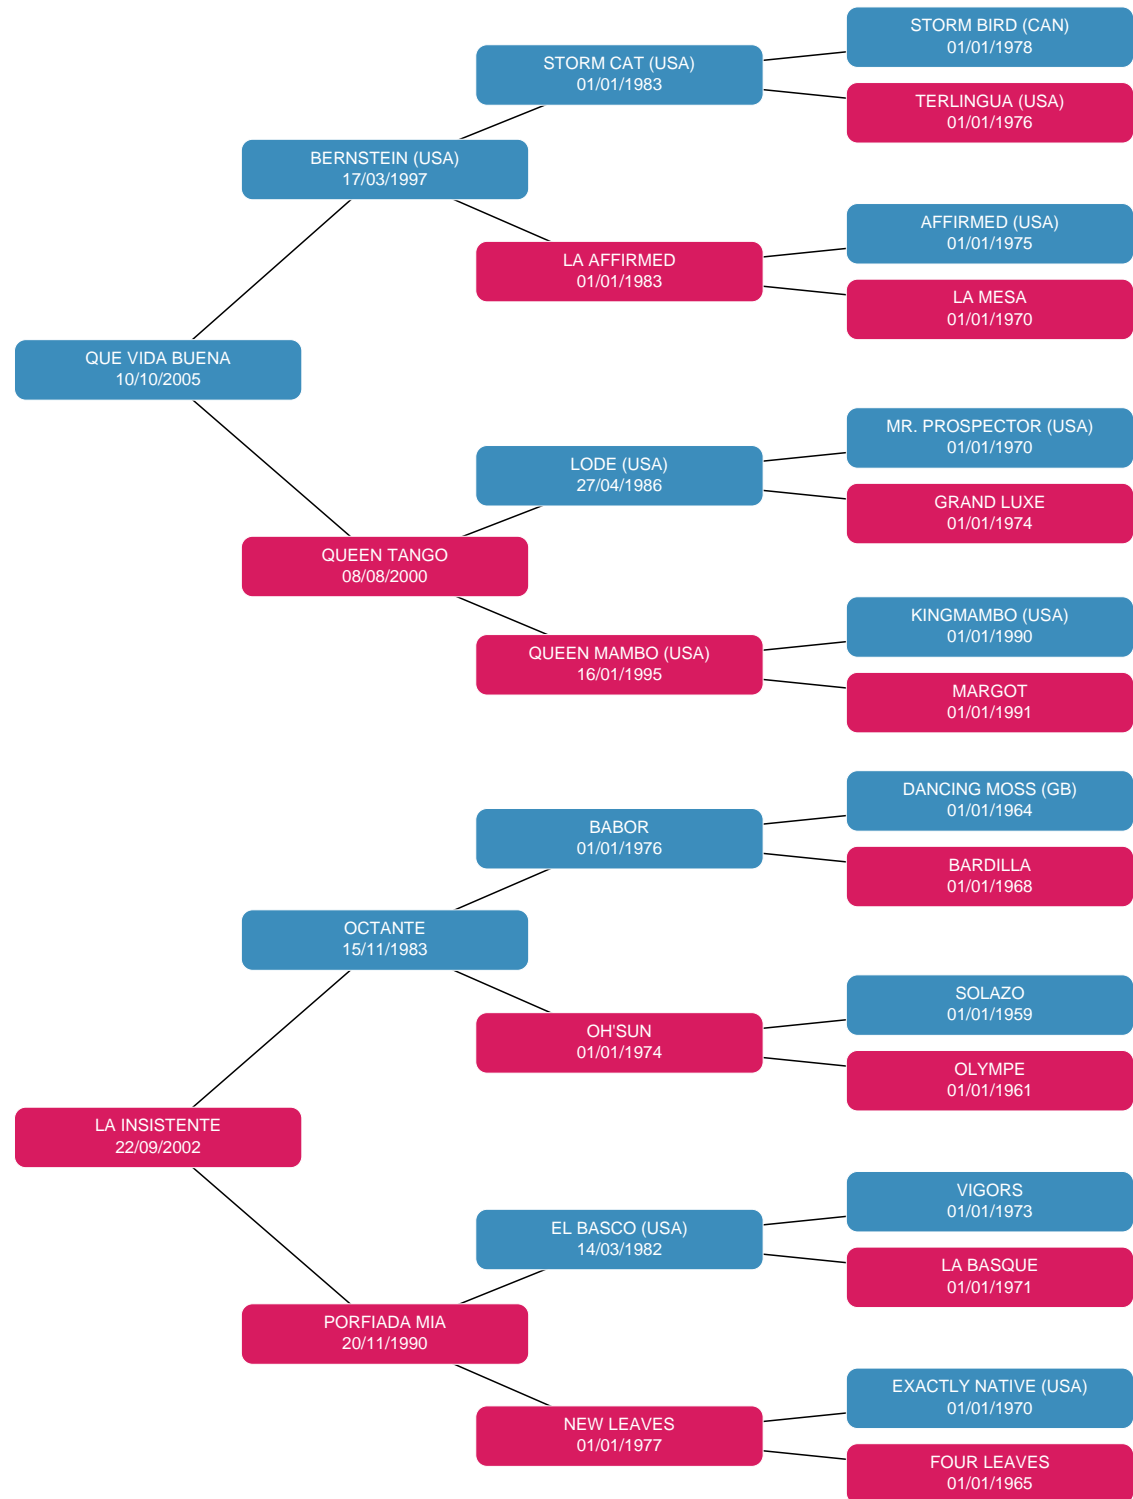 STORM BIRD (CAN)
01/01/1978
STORM CAT (USA)
01/01/1983
TERLINGUA (USA)
01/01/1976
BERNSTEIN (USA)
17/03/1997
AFFIRMED (USA)
01/01/1975
LA AFFIRMED
01/01/1983
LA MESA
01/01/1970
QUE VIDA BUENA
10/10/2005
MR. PROSPECTOR (USA)
01/01/1970
LODE (USA)
27/04/1986
GRAND LUXE
01/01/1974
QUEEN TANGO
08/08/2000
KINGMAMBO (USA)
01/01/1990
QUEEN MAMBO (USA)
16/01/1995
MARGOT
01/01/1991
DANCING MOSS (GB)
01/01/1964
BABOR
01/01/1976
BARDILLA
01/01/1968
OCTANTE
15/11/1983
SOLAZO
01/01/1959
OH'SUN
01/01/1974
OLYMPE
01/01/1961
LA INSISTENTE
22/09/2002
VIGORS
01/01/1973
EL BASCO (USA)
14/03/1982
LA BASQUE
01/01/1971
PORFIADA MIA
20/11/1990
EXACTLY NATIVE (USA)
01/01/1970
NEW LEAVES
01/01/1977
FOUR LEAVES
01/01/1965